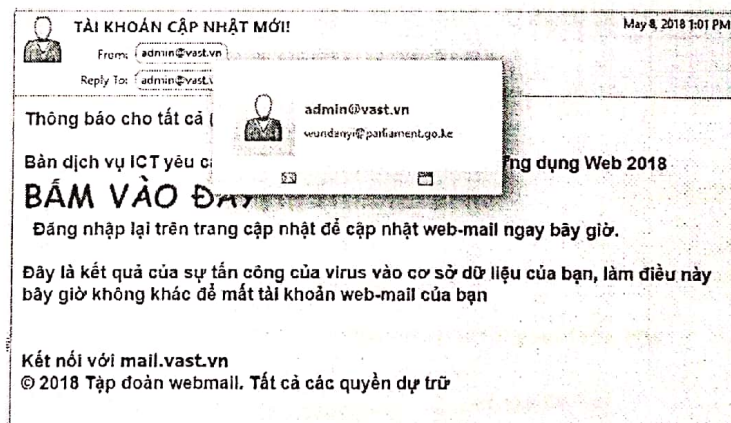 TÀI KHOẢN CẬP NHẬT MỚI!
May 8, 2018 1:01 PM
From: admin@vast.vn
Reply To: admin@vast.v
admin@vast.vn
wundanyi@parliament.go.ke
Thông báo cho tất cả
Bàn dịch vụ ICT yêu c ứng dụng Web 2018
BẤM VÀO ĐÂY
Đăng nhập lại trên trang cập nhật để cập nhật web-mail ngay bây giờ.
Đây là kết quả của sự tấn công của virus vào cơ sở dữ liệu của bạn, làm điều này
bây giờ không khác để mất tài khoản web-mail của bạn
Kết nối với mail.vast.vn
© 2018 Tập đoàn webmail. Tất cả các quyền dự trữ